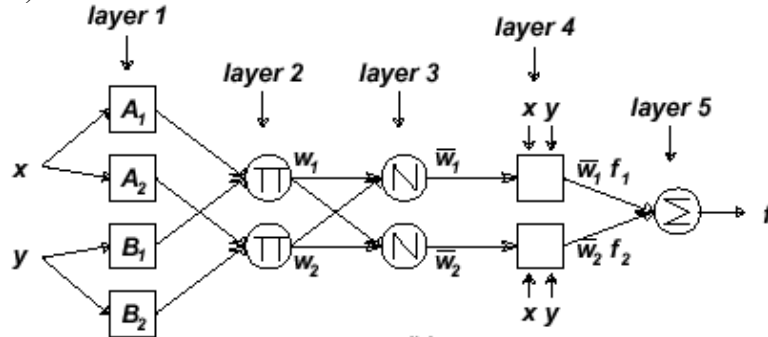 layer 1
layer 4
layer 2 layer 3
x y layer 5
A₁
w₁ w̅₁ w̅₁ f₁
x A₂ Π N
Σ f
B₁ Π N
y w₂ w̅₂ w̅₂ f₂
B₂ x y